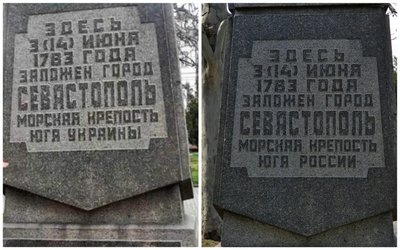 ЗДЕСЬ
3(14) ИЮНЯ
1783 ГОДА
ЗАЛОЖЕН ГОРОД
СЕВАСТОПОЛЬ
МОРСКАЯ КРЕПОСТЬ
ЮГА УКРАИНЫ
ЗДЕСЬ
3(14) ИЮНЯ
1783 ГОДА
ЗАЛОЖЕН ГОРОД
СЕВАСТОПОЛЬ
МОРСКАЯ КРЕПОСТЬ
ЮГА РОССИИ